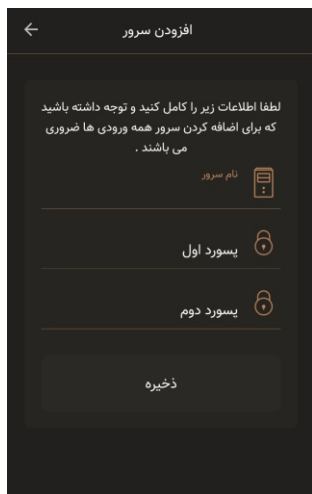 افزودن سرور
لطفا اطلاعات زیر را کامل کنید و توجه داشته باشید
که برای اضافه کردن سرور همه ورودی ها ضروری
می باشند .
نام سرور
پسورد اول
پسورد دوم
ذخیره